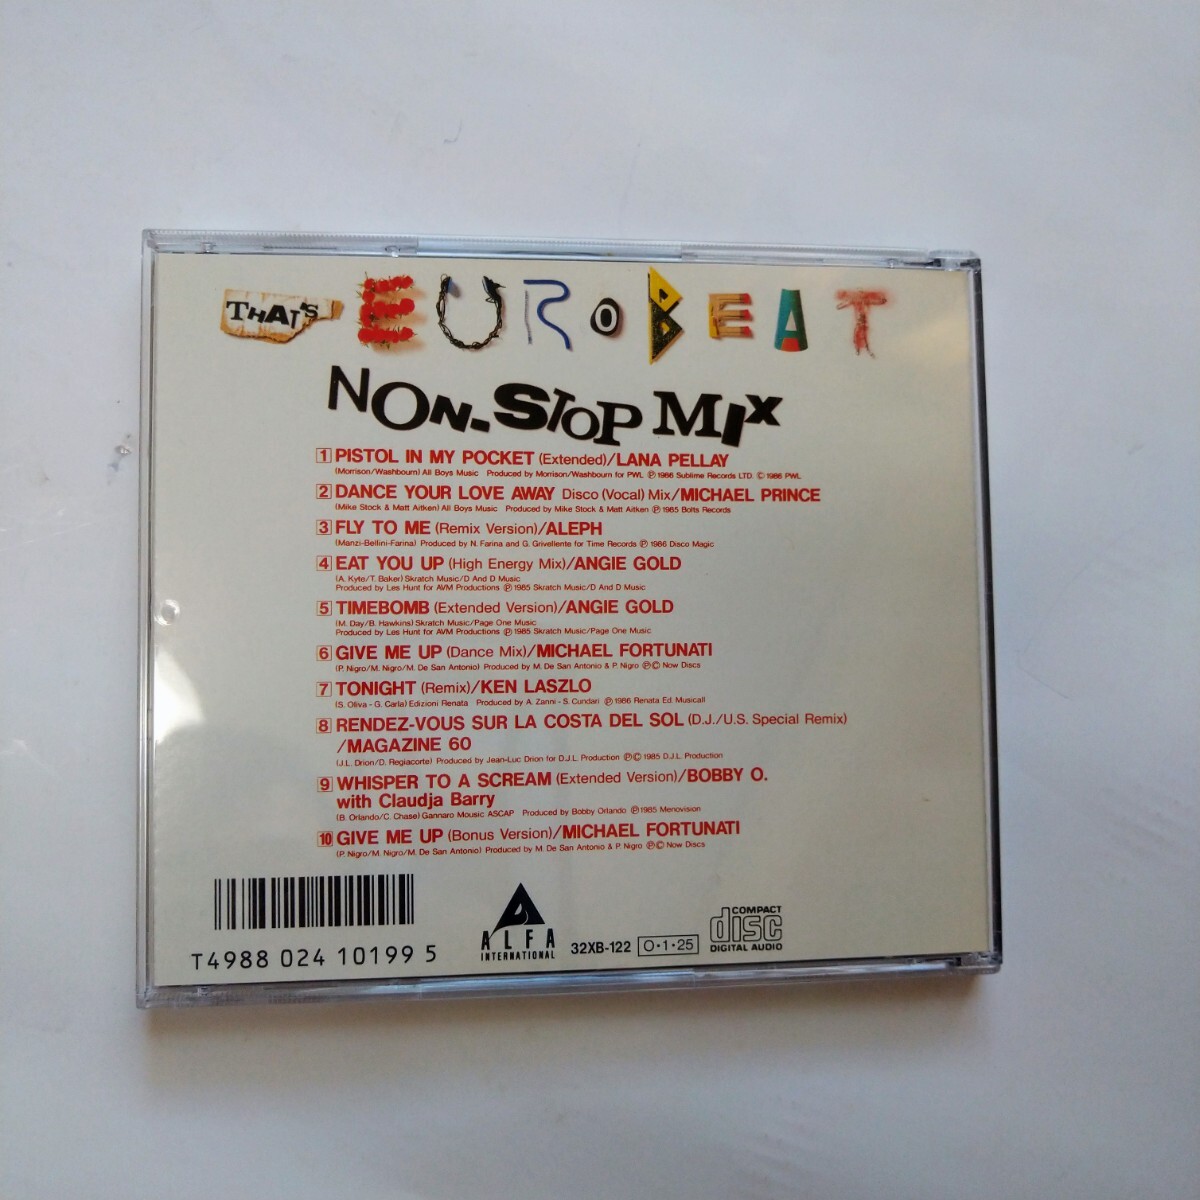 THAT'S EUROBEAT
NON-STOP MIX
1 PISTOL IN MY POCKET (Extended)/LANA PELLAY
(Morrison/Washbourn) All Boys Music Produced by Morrison/Washbourn for PWL Ⓟ 1986 Sublime Records LTD. © 1986 PWL
2 DANCE YOUR LOVE AWAY Disco (Vocal) Mix/MICHAEL PRINCE
(Mike Stock & Matt Aitken) All Boys Music Produced by Mike Stock & Matt Aitken Ⓟ 1985 Bolts Records
3 FLY TO ME (Remix Version)/ALEPH
(Manzi-Bellini-Farina) Produced by N. Farina and G. Grivellente for Time Records Ⓟ 1986 Disco Magic
4 EAT YOU UP (High Energy Mix)/ANGIE GOLD
(A. Kyte/T. Baker) Skratch Music/D And D Music
Produced by Les Hunt for AVM Productions Ⓟ 1985 Skratch Music/D And D Music
5 TIMEBOMB (Extended Version)/ANGIE GOLD
(M. Day/B. Hawkins) Skratch Music/Page One Music
Produced by Les Hunt for AVM Productions Ⓟ 1985 Skratch Music/Page One Music
6 GIVE ME UP (Dance Mix)/MICHAEL FORTUNATI
(P. Nigro/M. Nigro/M. De San Antonio) Produced by M. De San Antonio & P. Nigro Ⓟ© Now Discs
7 TONIGHT (Remix)/KEN LASZLO
(S. Oliva - G. Carla) Edizioni Renata Produced by A. Zanni - S. Cundari Ⓟ 1986 Renata Ed. Musicali
8 RENDEZ-VOUS SUR LA COSTA DEL SOL (D.J./U.S. Special Remix)
/MAGAZINE 60
(J.L. Drion/D. Regiacorte) Produced by Jean-Luc Drion for D.J.L Production Ⓟ© 1985 D.J.L. Production
9 WHISPER TO A SCREAM (Extended Version)/BOBBY O.
with Claudja Barry
(B. Orlando/C. Chase) Gannaro Mousic ASCAP Produced by Bobby Orlando Ⓟ 1985 Menovision
10 GIVE ME UP (Bonus Version)/MICHAEL FORTUNATI
(P. Nigro/M. Nigro/M. De San Antonio) Produced by M. De San Antonio & P. Nigro Ⓟ© Now Discs
T4988 024 10199 5
ALFA
INTERNATIONAL
32XB-122 O・1・25
COMPACT
disc
DIGITAL AUDIO